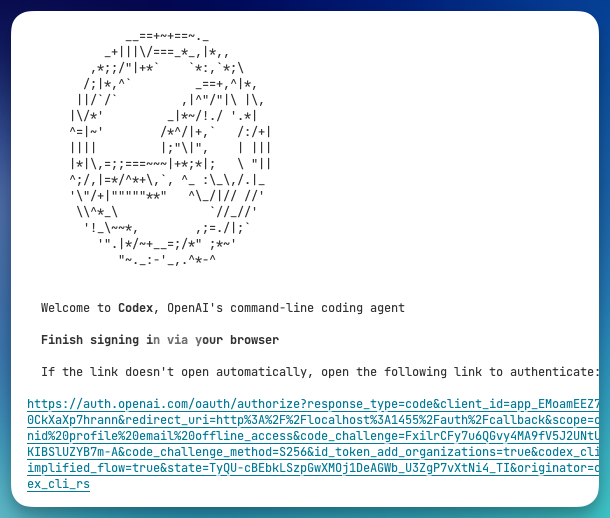 Welcome to Codex, OpenAI's command-line coding agent
Finish signing in via your browser
If the link doesn't open automatically, open the following link to authenticate:
https://auth.openai.com/oauth/authorize?response_type=code&client_id=app_EMoamEEZ7
0CkXaXp7hrann&redirect_uri=http%3A%2F%2Flocalhost%3A1455%2Fauth%2Fcallback&scope=o
nid%20profile%20email%20offline_access&code_challenge=FxilrCFy7u6QGvy4MA9fV5J2UNtU
KIBSlUZYB7m-A&code_challenge_method=S256&id_token_add_organizations=true&codex_cli
implified_flow=true&state=TyQU-cBEbkLSzpGwXMOj1DeAGWb_U3ZgP7vXtNi4_TI&originator=c
ex_cli_rs